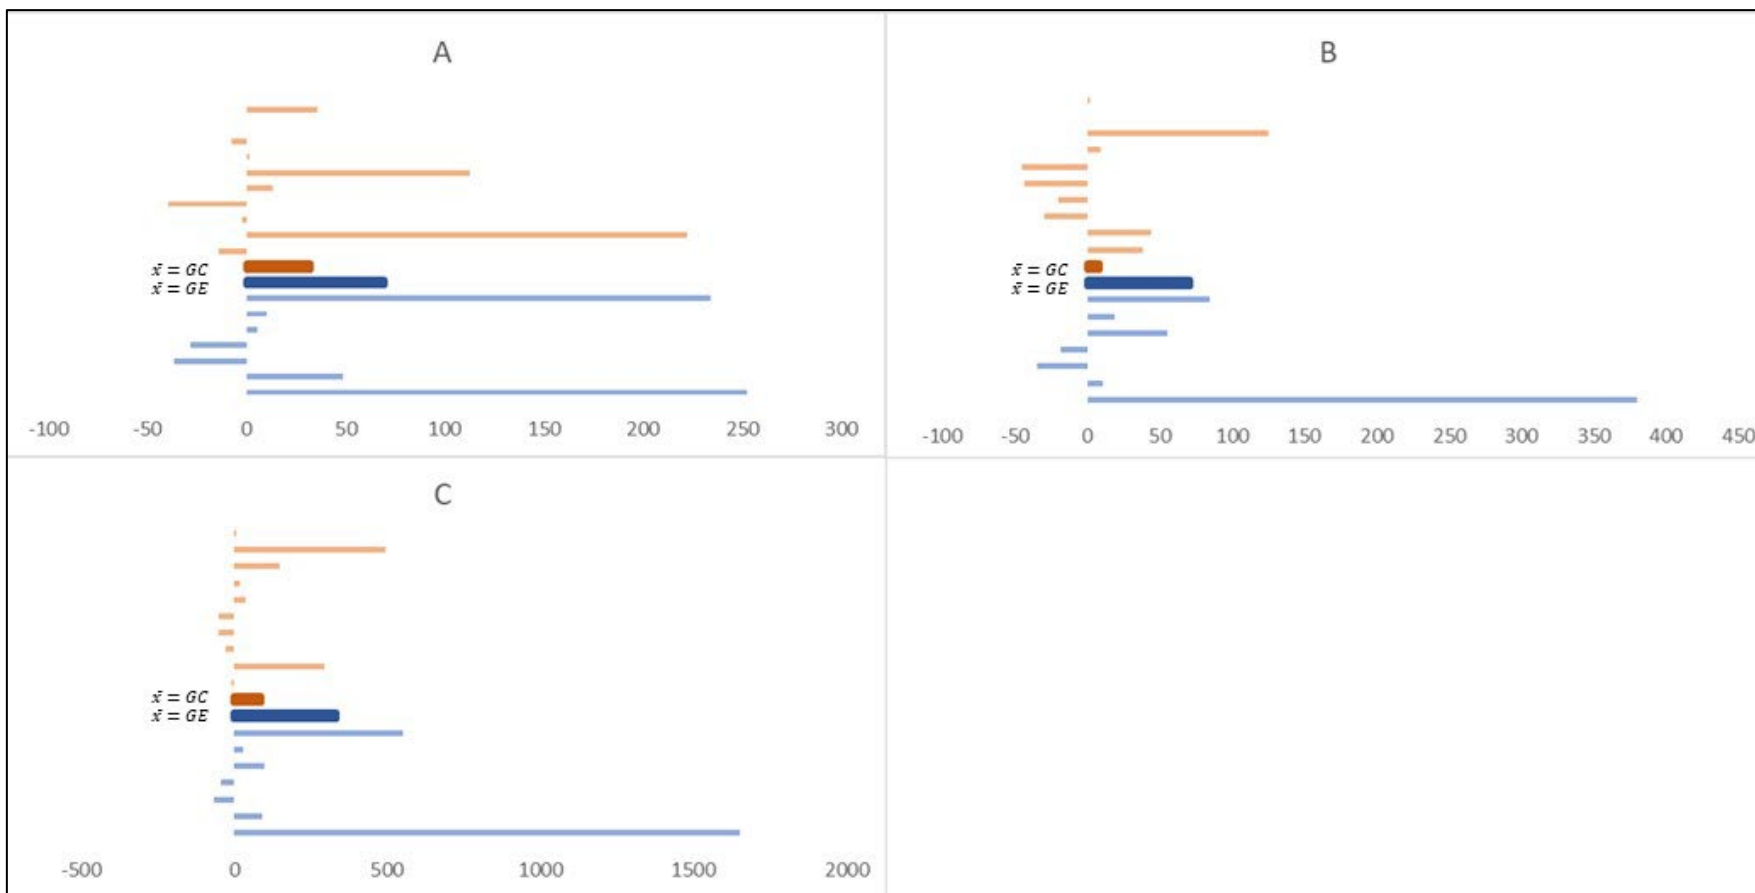 A
x̄ = GC
x̄ = GE
-100 -50 0 50 100 150 200 250 300
B
x̄ = GC
x̄ = GE
-100 -50 0 50 100 150 200 250 300 350 400 450
C
x̄ = GC
x̄ = GE
-500 0 500 1000 1500 2000